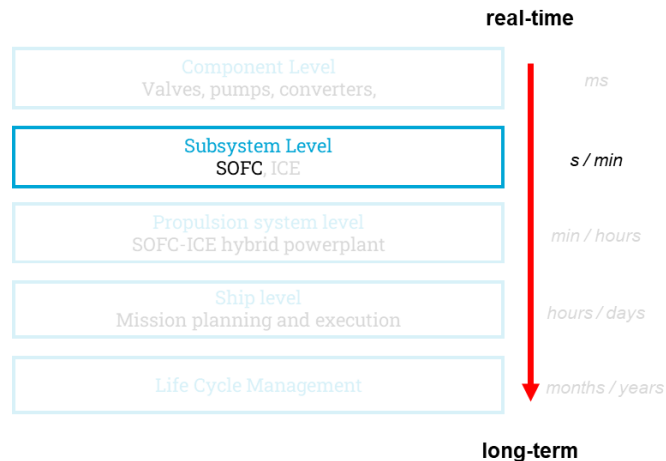 real-time
Component Level
Valves, pumps, converters,
ms
Subsystem Level
SOFC, ICE
s / min
Propulsion system level
SOFC-ICE hybrid powerplant
min / hours
Ship level
Mission planning and execution
hours / days
Life Cycle Management
months / years
long-term